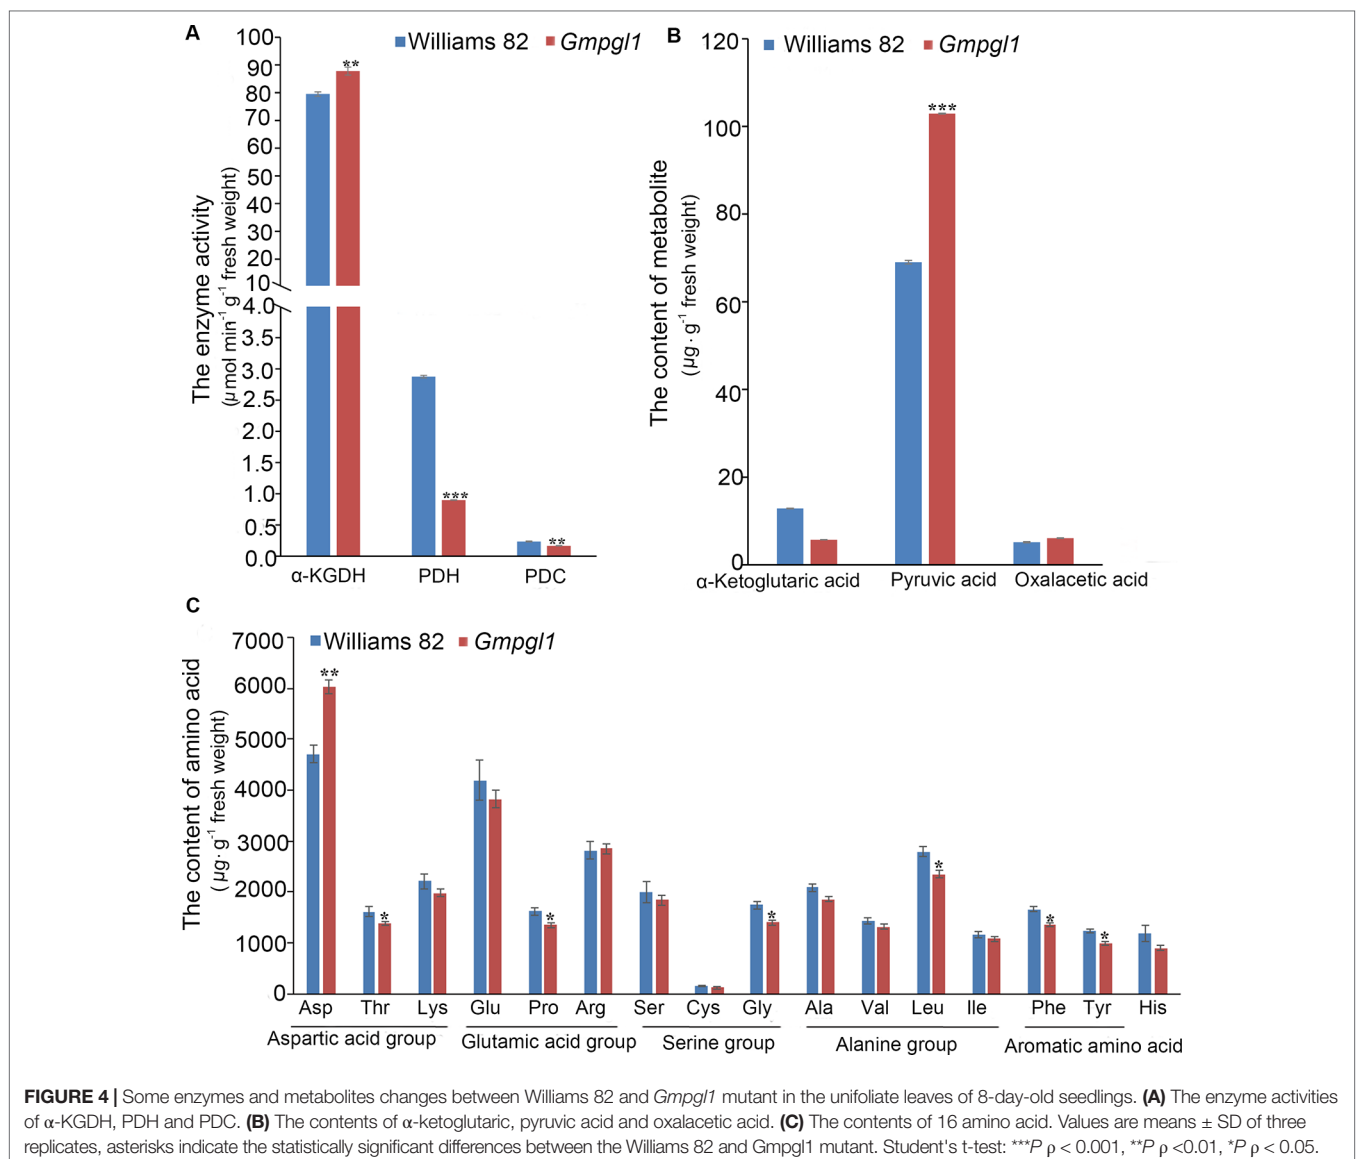 A
Williams 82 Gmpgl1
The enzyme activity
(µmol min⁻¹ g⁻¹ fresh weight)
100
90
80
70
60
50
40
30
20
10
4.0
3.5
3.0
2.5
2.0
1.5
1.0
0.5
0.0
**
***
**
α-KGDH PDH PDC
B
Williams 82 Gmpgl1
The content of metabolite
(µg · g⁻¹ fresh weight)
120
100
80
60
40
20
0
***
α-Ketoglutaric acid Pyruvic acid Oxalacetic acid
C
Williams 82 Gmpgl1
The content of amino acid
(µg· g⁻¹ fresh weight)
7000
6000
5000
4000
3000
2000
1000
0
**
*
*
*
*
*
*
Asp Thr Lys Glu Pro Arg Ser Cys Gly Ala Val Leu Ile Phe Tyr His
Aspartic acid group Glutamic acid group Serine group Alanine group Aromatic amino acid
FIGURE 4 | Some enzymes and metabolites changes between Williams 82 and Gmpgl1 mutant in the unifoliate leaves of 8-day-old seedlings. (A) The enzyme activities
of α-KGDH, PDH and PDC. (B) The contents of α-ketoglutaric, pyruvic acid and oxalacetic acid. (C) The contents of 16 amino acid. Values are means ± SD of three
replicates, asterisks indicate the statistically significant differences between the Williams 82 and Gmpgl1 mutant. Student's t-test: ***P ρ < 0.001, **P ρ <0.01, *P ρ < 0.05.